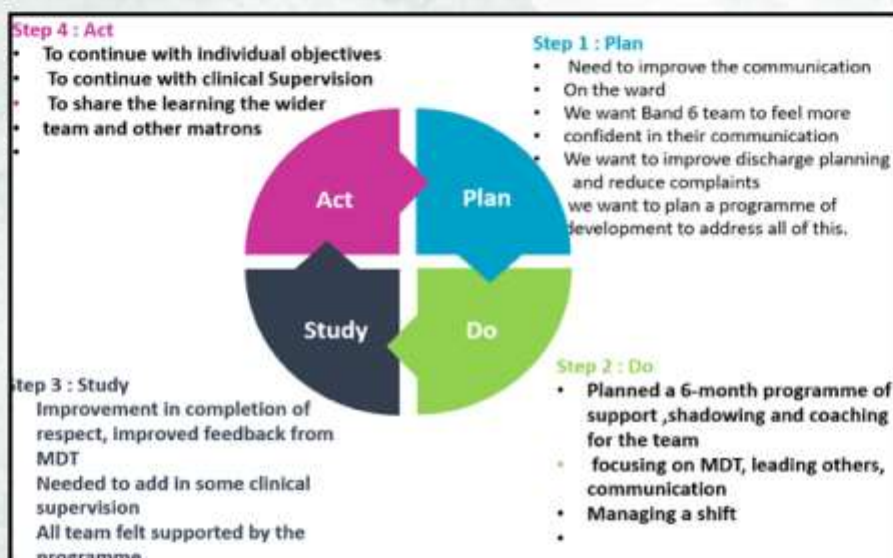 Step 4 : Act
• To continue with individual objectives
• To continue with clinical Supervision
• To share the learning the wider
• team and other matrons
•
Step 1 : Plan
• Need to improve the communication
• On the ward
• We want Band 6 team to feel more
• confident in their communication
• We want to improve discharge planning
and reduce complaints
we want to plan a programme of
development to address all of this.
Act
Plan
Study
Do
Step 3 : Study
Improvement in completion of
respect, improved feedback from
MDT
Needed to add in some clinical
supervision
All team felt supported by the
programme
Step 2 : Do
• Planned a 6-month programme of
support ,shadowing and coaching
for the team
• focusing on MDT, leading others,
communication
• Managing a shift
•